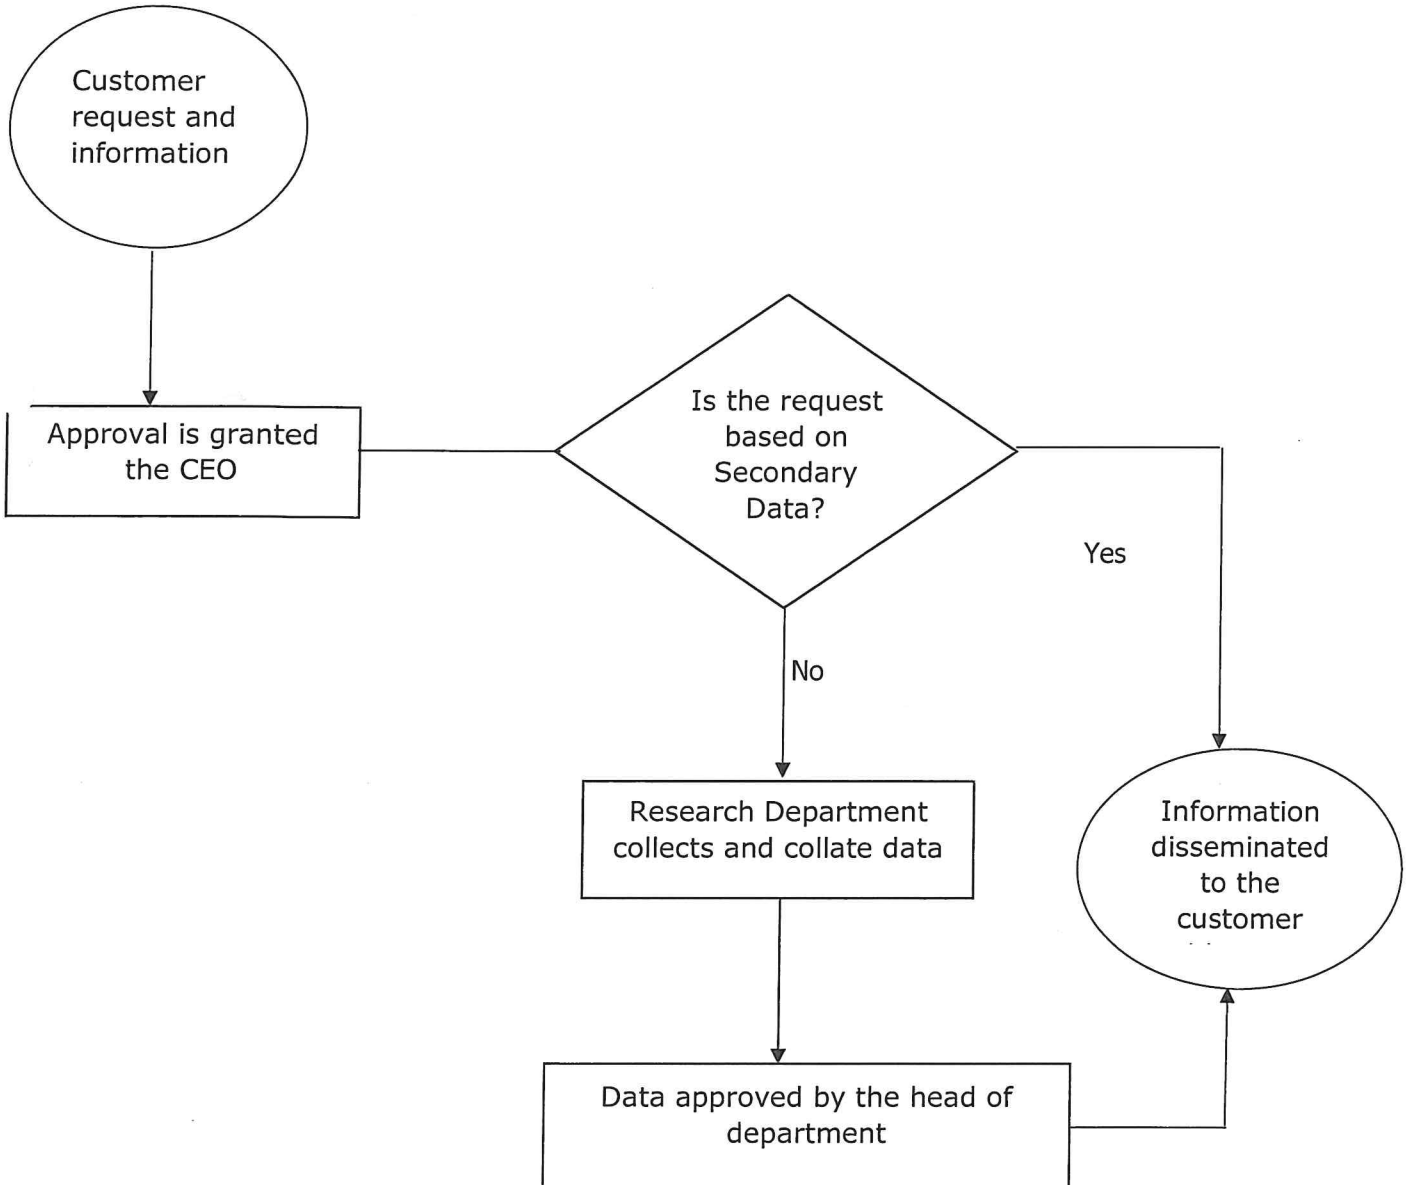 Customer
request and
information
Approval is granted
the CEO
Is the request
based on
Secondary
Data?
Yes
No
Research Department
collects and collate data
Information
disseminated
to the
customer
Data approved by the head of
department